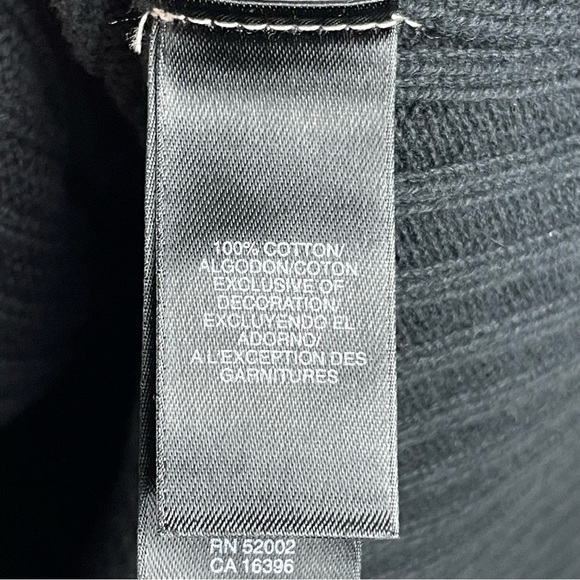 100% COTTON/
ALGODON/COTON
EXCLUSIVE OF
DECORATION
EXCLUYENDO EL
ADORNO/
A L'EXCEPTION DES
GARNITURES
RN 52002
CA 16396